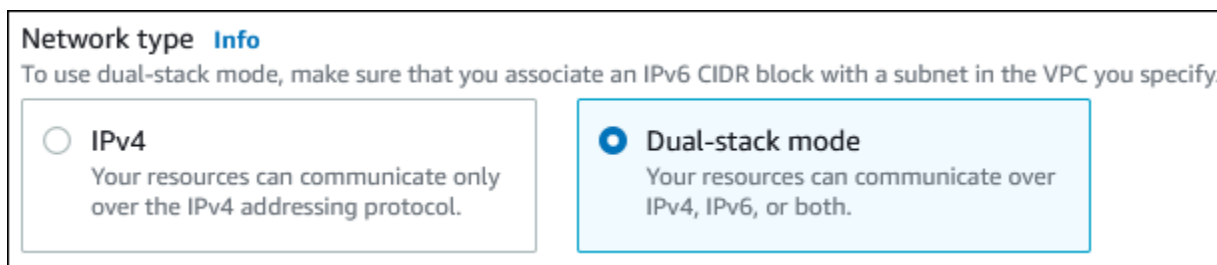 Network type Info
To use dual-stack mode, make sure that you associate an IPv6 CIDR block with a subnet in the VPC you specify.
IPv4
Your resources can communicate only
over the IPv4 addressing protocol.
Dual-stack mode
Your resources can communicate over
IPv4, IPv6, or both.